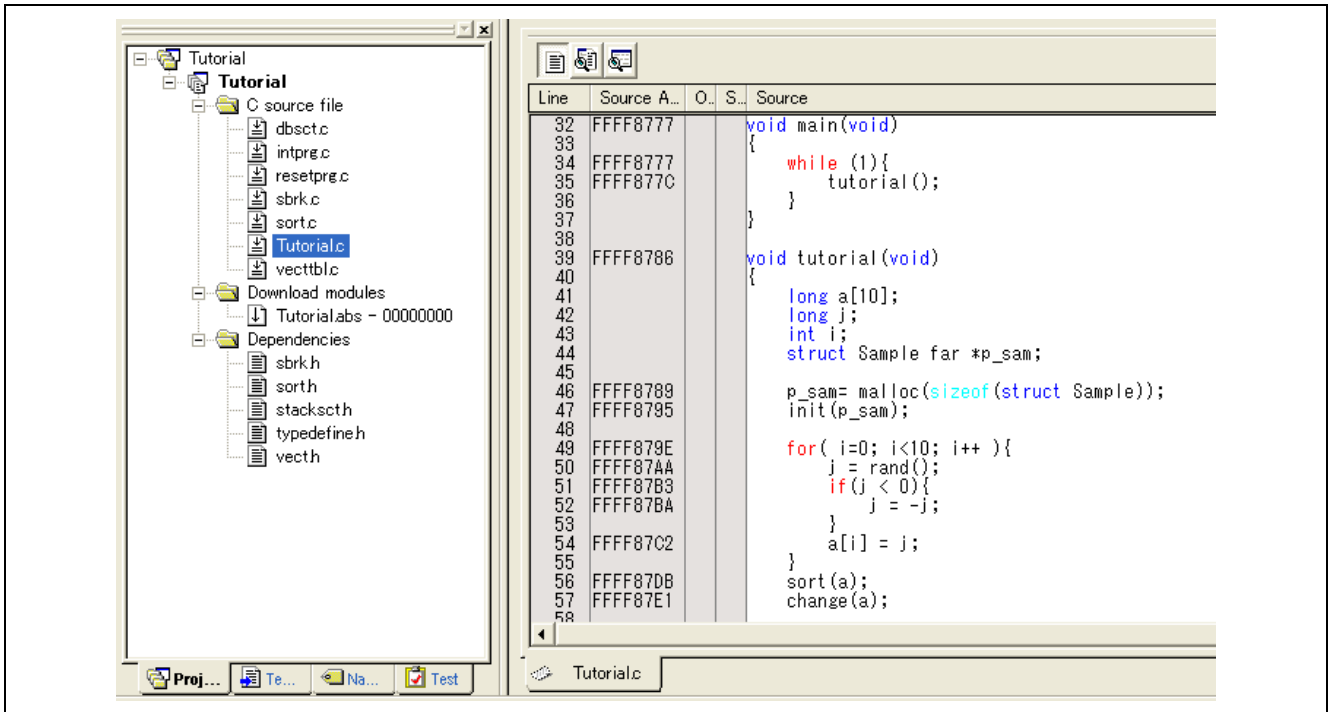 Tutorial
Tutorial
C source file
dbsct.c
intprg.c
resetprg.c
sbrk.c
sort.c
Tutorial.c
vecttbl.c
Download modules
Tutorial.abs - 00000000
Dependencies
sbrk.h
sort.h
stacksct.h
typedefine.h
vect.h
Proj... Te... Na... Test
Line Source A... O.. S... Source
32 FFFF8777 void main(void)
33 {
34 FFFF8777 while (1){
35 FFFF877C tutorial();
36 }
37 }
38
39 FFFF8786 void tutorial(void)
40 {
41 long a[10];
42 long j;
43 int i;
44 struct Sample far *p_sam;
45
46 FFFF8789 p_sam= malloc(sizeof(struct Sample));
47 FFFF8795 init(p_sam);
48
49 FFFF879E for( i=0; i<10; i++ ){
50 FFFF87AA j = rand();
51 FFFF87B3 if(j < 0){
52 FFFF87BA j = -j;
53 }
54 FFFF87C2 a[i] = j;
55 }
56 FFFF87DB sort(a);
57 FFFF87E1 change(a);
58
Tutorial.c